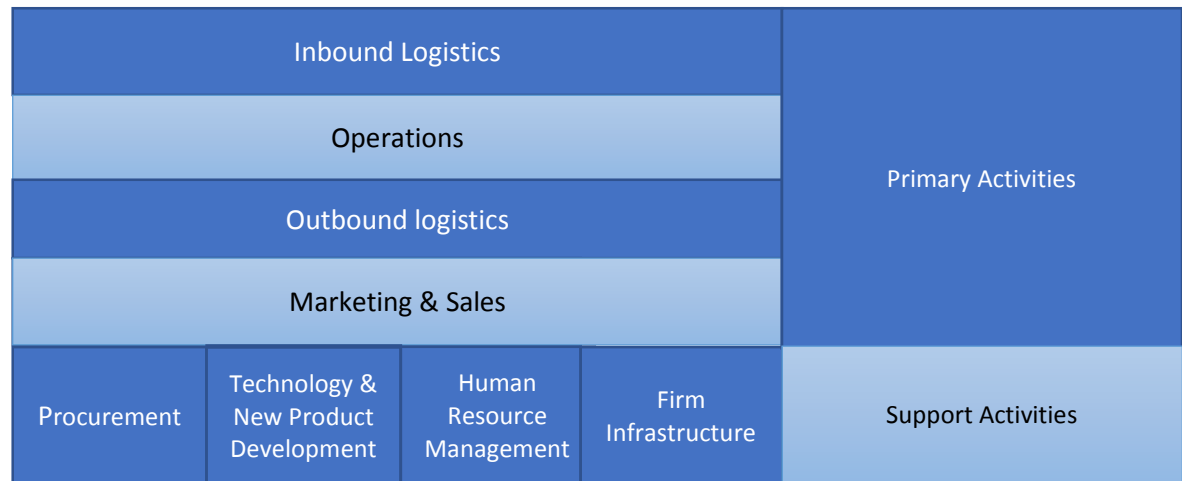 Inbound Logistics
Operations
Outbound logistics
Marketing & Sales
Primary Activities
Procurement
Technology &
New Product
Development
Human
Resource
Management
Firm
Infrastructure
Support Activities